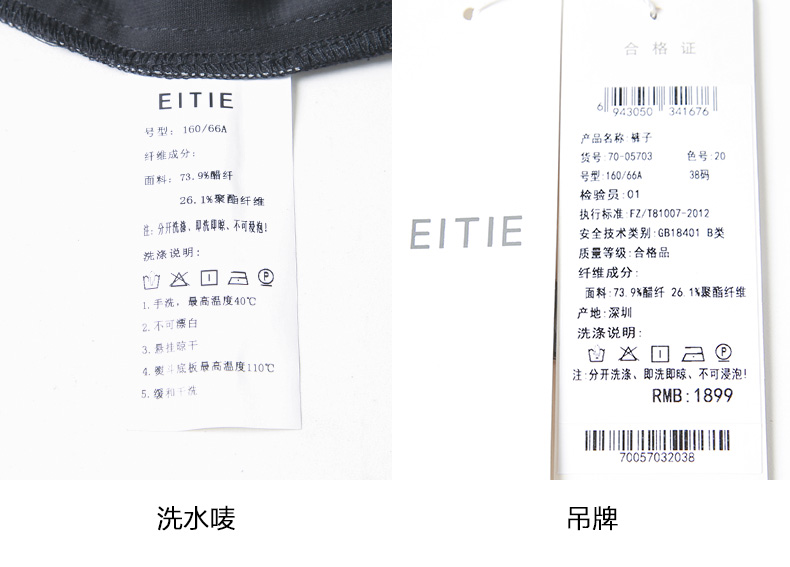 EITIE
号型: 160/66A
纤维成分:
面料: 73.9%醋纤
26.1%聚酯纤维
注: 分开洗涤、即洗即晾、不可浸泡!
洗涤说明:
1. 手洗, 最高温度40℃
2. 不可漂白
3. 悬挂晾干
4. 熨斗底板最高温度110℃
5. 缓和干洗
洗水唛
EITIE
合格证
6 943050 341676
产品名称: 裤子
货号: 70-05703 色号: 20
号型: 160/66A 38码
检验员: 01
执行标准: FZ/T81007-2012
安全技术类别: GB18401 B类
质量等级: 合格品
纤维成分:
面料: 73.9%醋纤 26.1%聚酯纤维
产地: 深圳
洗涤说明:
注: 分开洗涤、即洗即晾、不可浸泡!
RMB: 1899
70057032038
吊牌